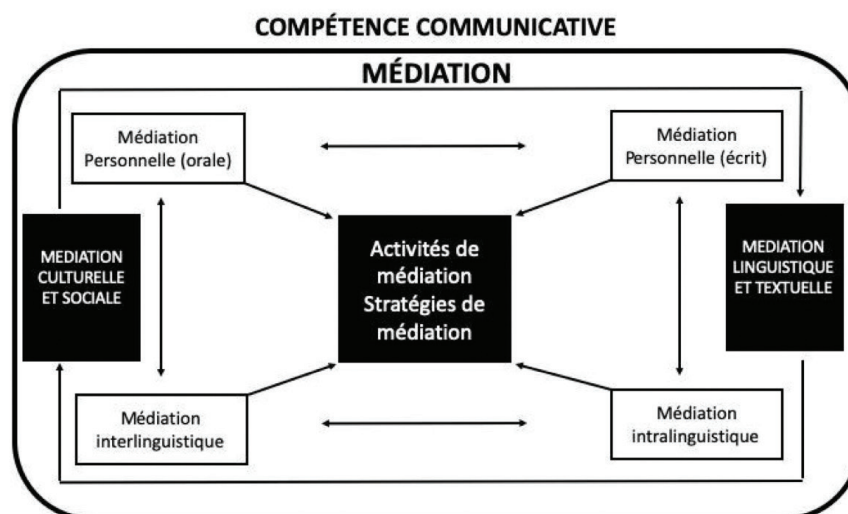 COMPÉTENCE COMMUNICATIVE
MÉDIATION
Médiation
Personnelle (orale)
Médiation
Personnelle (écrit)
MEDIATION
CULTURELLE
ET SOCIALE
Activités de
médiation
Stratégies de
médiation
MEDIATION
LINGUISTIQUE
ET TEXTUELLE
Médiation
interlinguistique
Médiation
intralinguistique